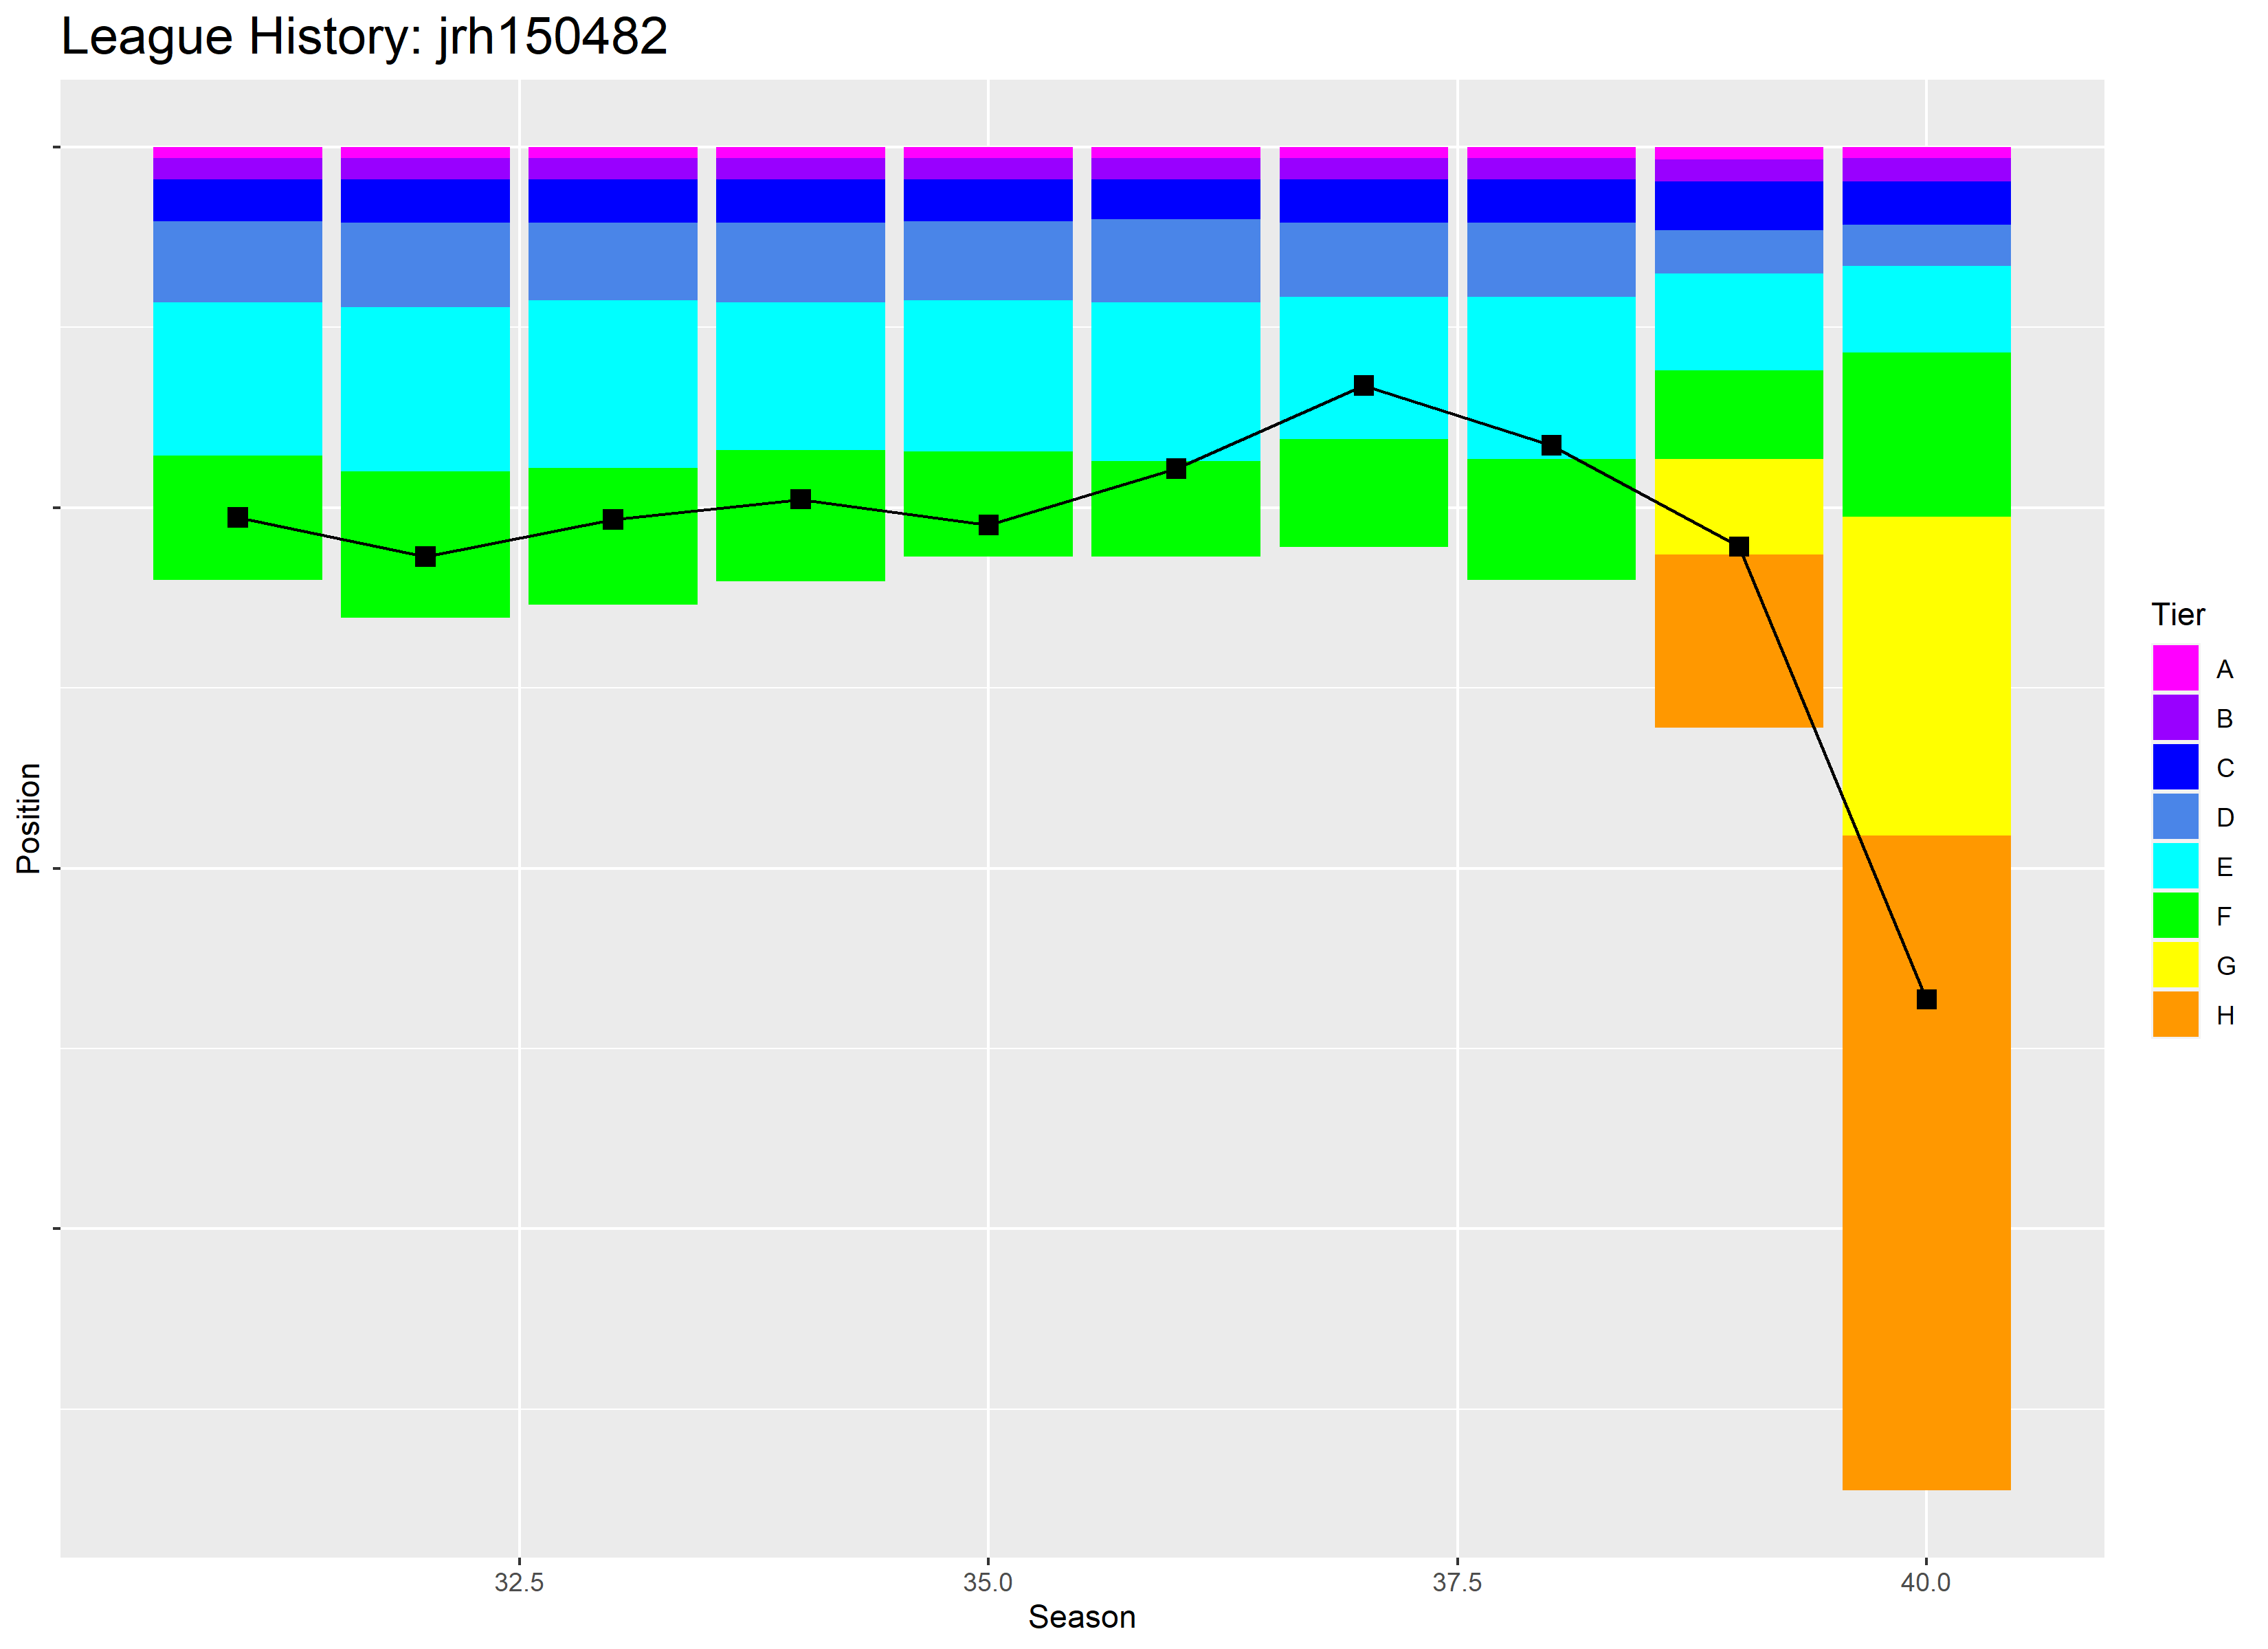 League History: jrh150482
Position
32.5
35.0
37.5
40.0
Season
Tier
A
B
C
D
E
F
G
H